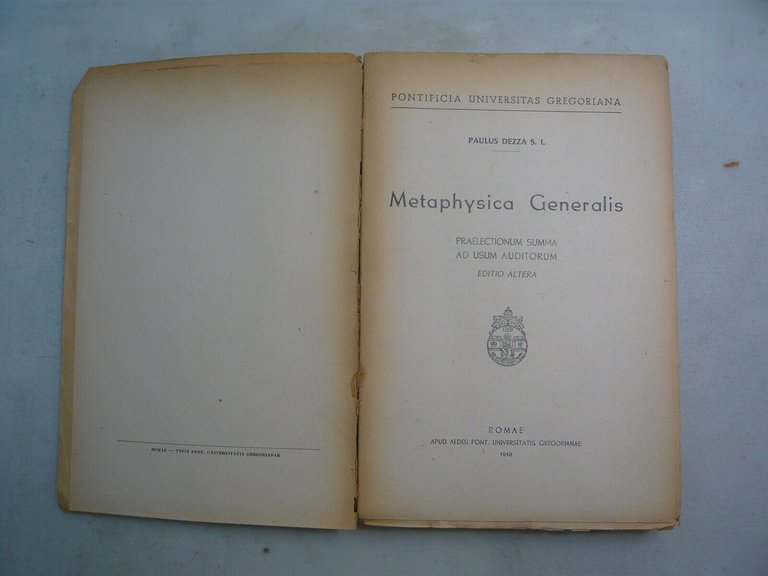 ROMAE — TYPIS PONT. UNIVERSITATIS GREGORIANAE
PONTIFICIA UNIVERSITAS GREGORIANA
PAULUS DEZZA S. I.
Metaphysica Generalis
PRAELECTIONUM SUMMA
AD USUM AUDITORUM
EDITIO ALTERA
ROMAE
APUD AEDES PONT. UNIVERSITATIS GREGORIANAE
1948